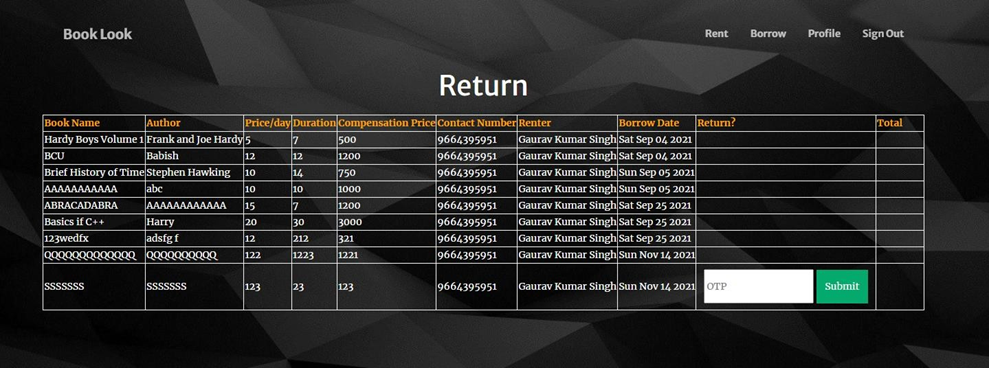 Book Look Rent Borrow Profile Sign Out
Return
Book Name Author Price/day Duration Compensation Price Contact Number Renter Borrow Date Return? Total
Hardy Boys Volume 1 Frank and Joe Hardy 5 7 500 9664395951 Gaurav Kumar Singh Sat Sep 04 2021
BCU Babish 12 12 1200 9664395951 Gaurav Kumar Singh Sat Sep 04 2021
Brief History of Time Stephen Hawking 10 14 750 9664395951 Gaurav Kumar Singh Sun Sep 05 2021
AAAAAAAAAAA abc 10 10 1000 9664395951 Gaurav Kumar Singh Sun Sep 05 2021
ABRACADABRA AAAAAAAAAAAA 15 7 1200 9664395951 Gaurav Kumar Singh Sat Sep 25 2021
Basics if C++ Harry 20 30 3000 9664395951 Gaurav Kumar Singh Sat Sep 25 2021
123wedfx adsfg f 12 212 321 9664395951 Gaurav Kumar Singh Sat Sep 25 2021
QQQQQQQQQQQQQ QQQQQQQQQQ 122 1223 1221 9664395951 Gaurav Kumar Singh Sun Nov 14 2021
SSSSSSS SSSSSSS 123 23 123 9664395951 Gaurav Kumar Singh Sun Nov 14 2021 OTP Submit